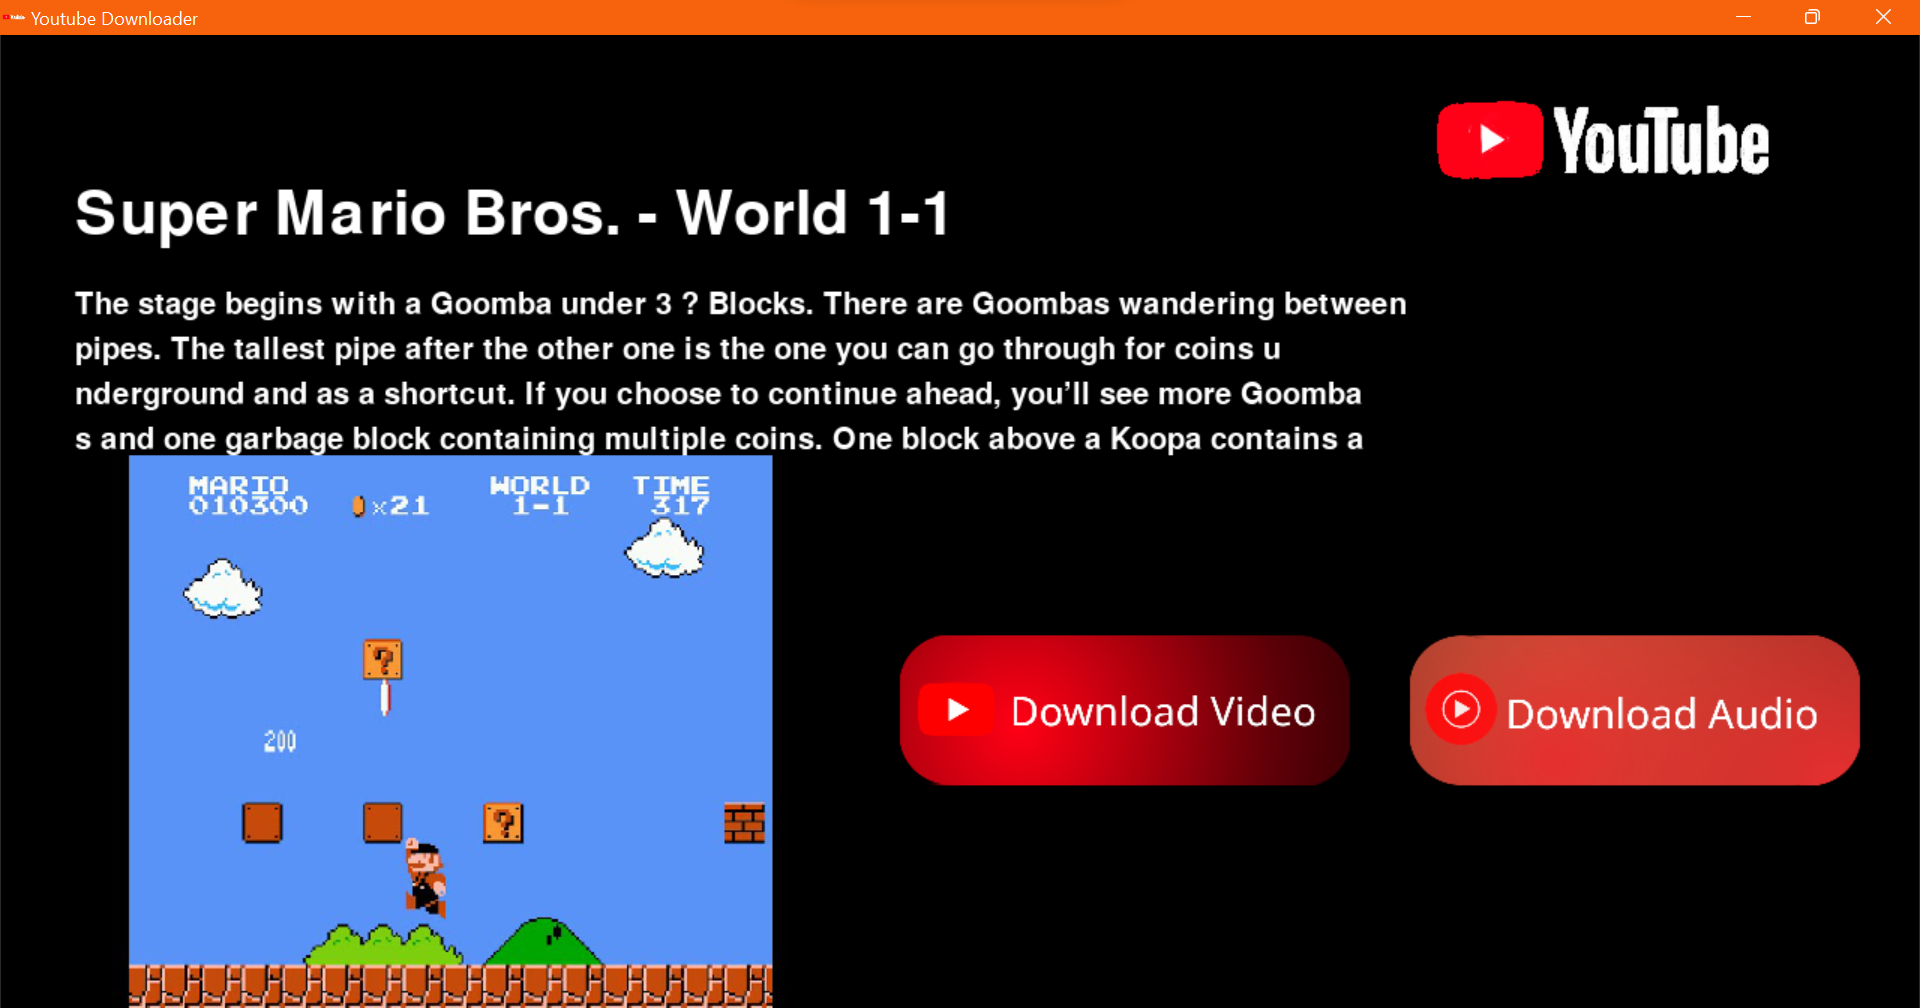 Youtube Downloader
YouTube
Super Mario Bros. - World 1-1
The stage begins with a Goomba under 3 ? Blocks. There are Goombas wandering between
pipes. The tallest pipe after the other one is the one you can go through for coins u
nderground and as a shortcut. If you choose to continue ahead, you’ll see more Goomba
s and one garbage block containing multiple coins. One block above a Koopa contains a
MARIO WORLD TIME
010300 ×21 1-1 317
?
200
?
Download Video
Download Audio